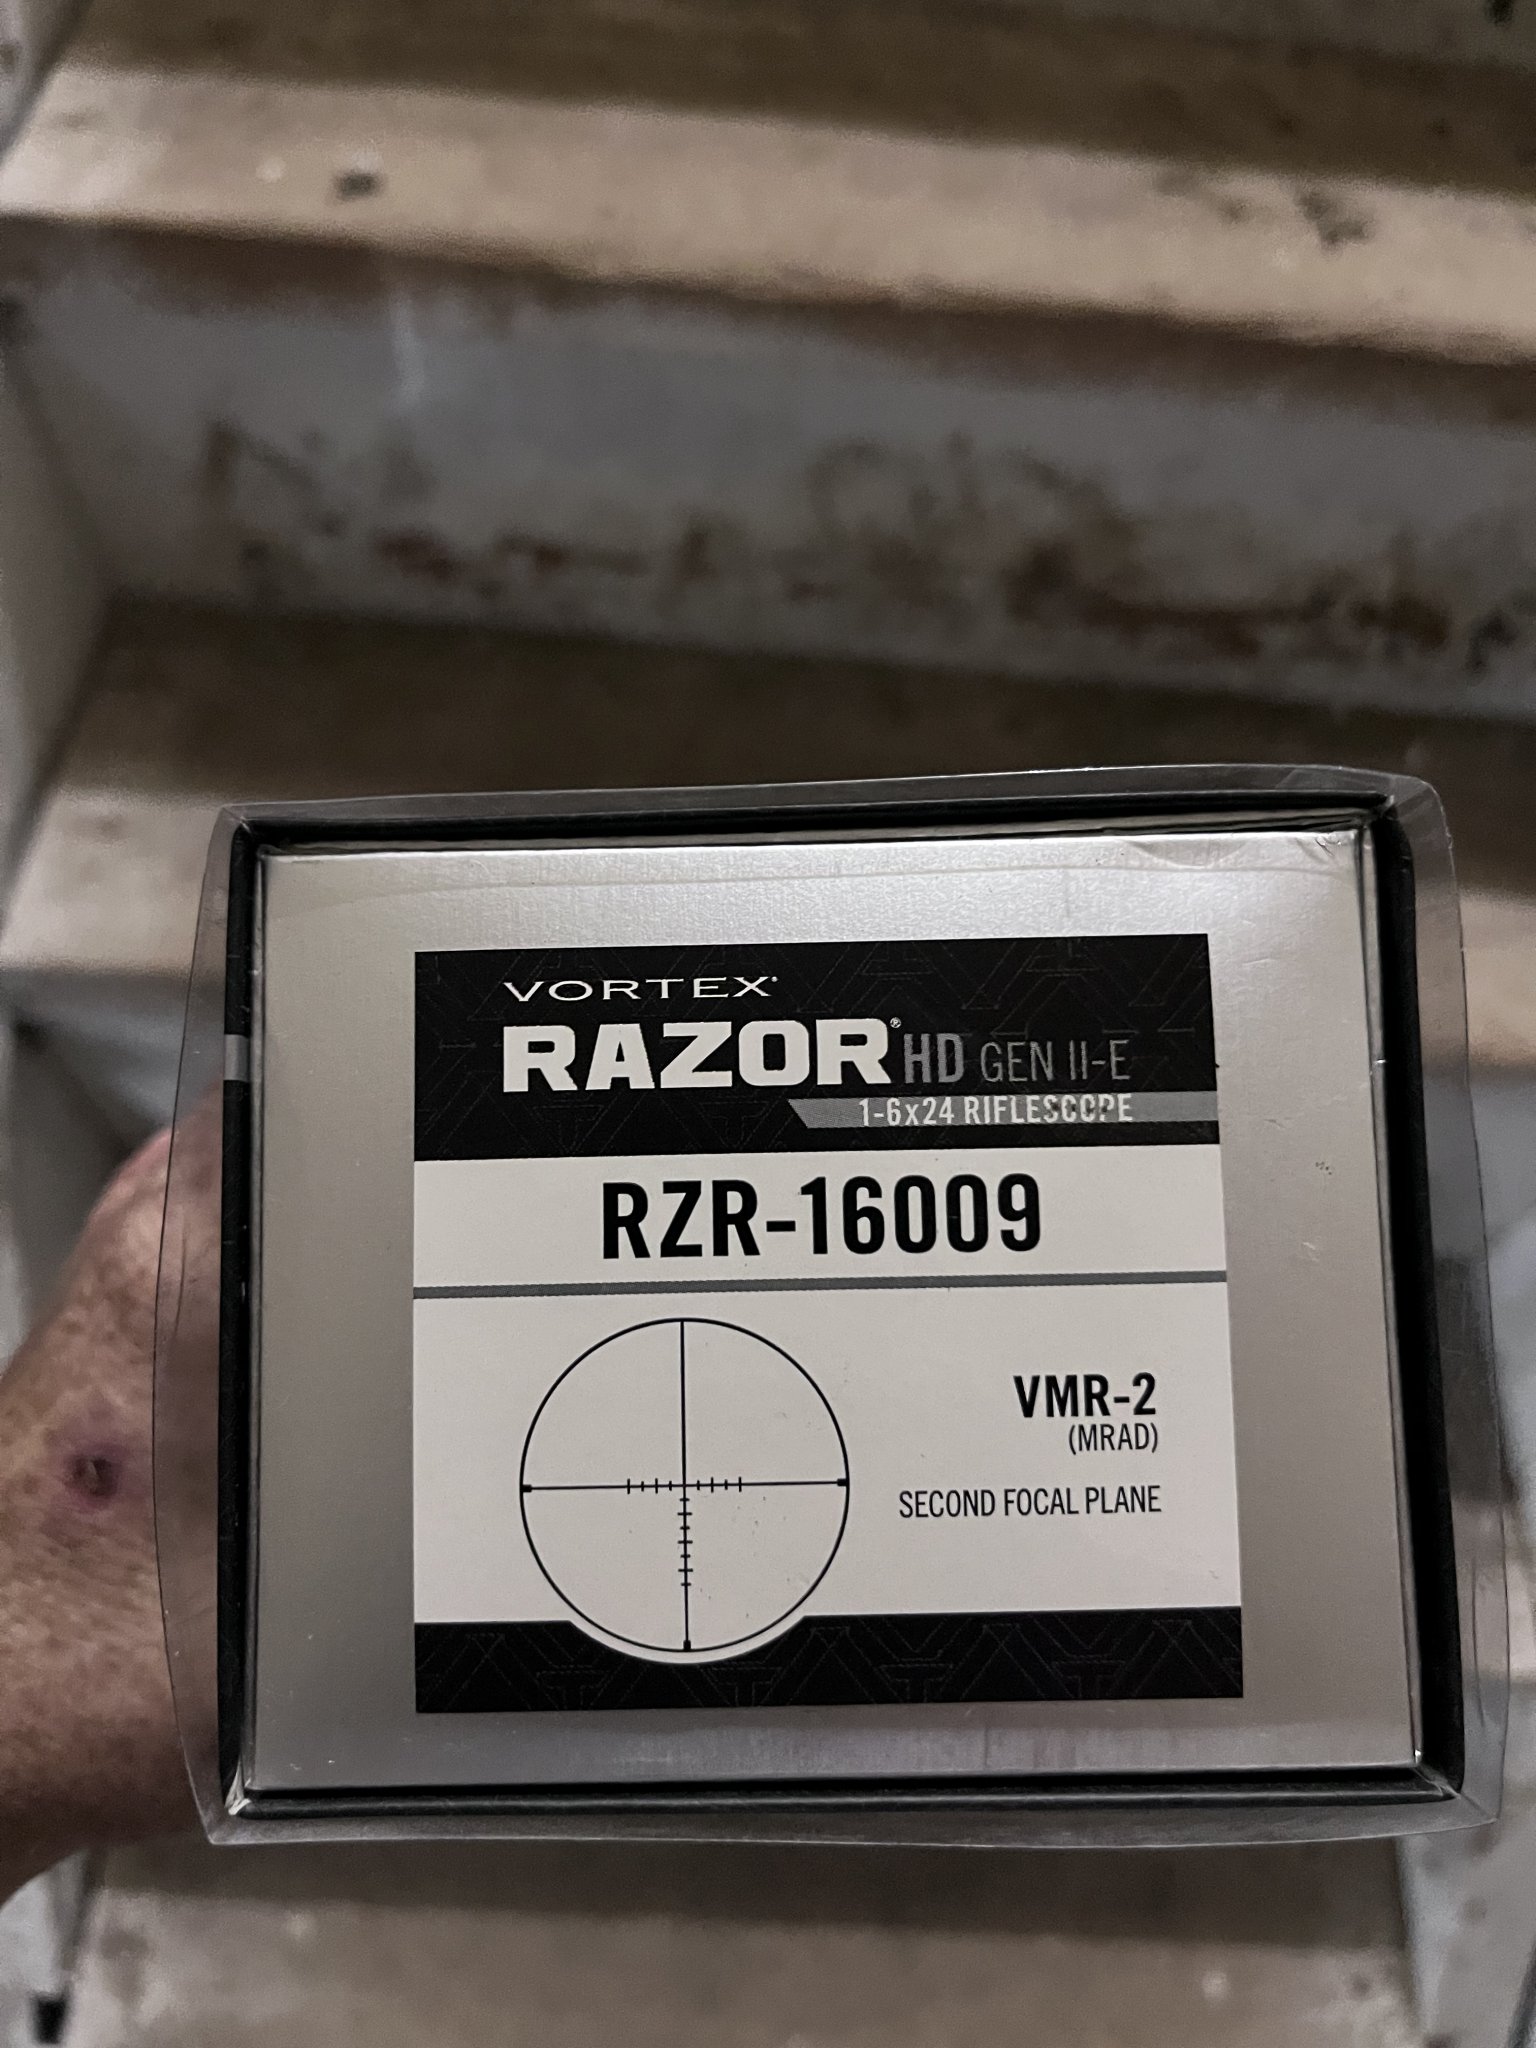 VORTEX®
RAZOR® HD GEN II-E
1-6x24 RIFLESCOPE
RZR-16009
VMR-2
(MRAD)
SECOND FOCAL PLANE